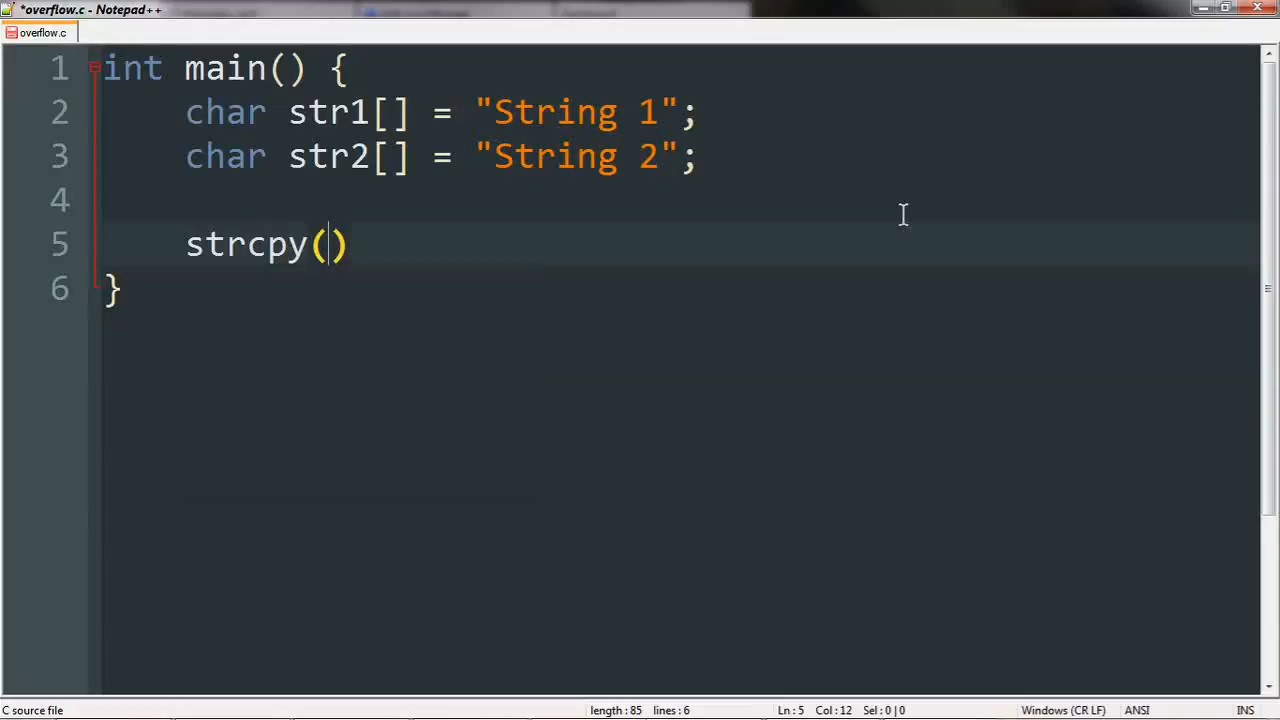 *overflow.c - Notepad++
overflow.c
1 int main() {
2 char str1[] = "String 1";
3 char str2[] = "String 2";
4
5 strcpy()
6 }
C source file length : 85 lines : 6 Ln : 5 Col : 12 Sel : 0 | 0 Windows (CR LF) ANSI INS